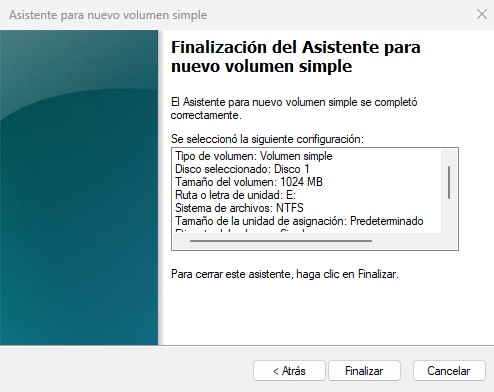 Asistente para nuevo volumen simple
Finalización del Asistente para
nuevo volumen simple
El Asistente para nuevo volumen simple se completó
correctamente.
Se seleccionó la siguiente configuración:
Tipo de volumen: Volumen simple
Disco seleccionado: Disco 1
Tamaño del volumen: 1024 MB
Ruta o letra de unidad: E:
Sistema de archivos: NTFS
Tamaño de la unidad de asignación: Predeterminado
Para cerrar este asistente, haga clic en Finalizar.
< Atrás
Finalizar
Cancelar